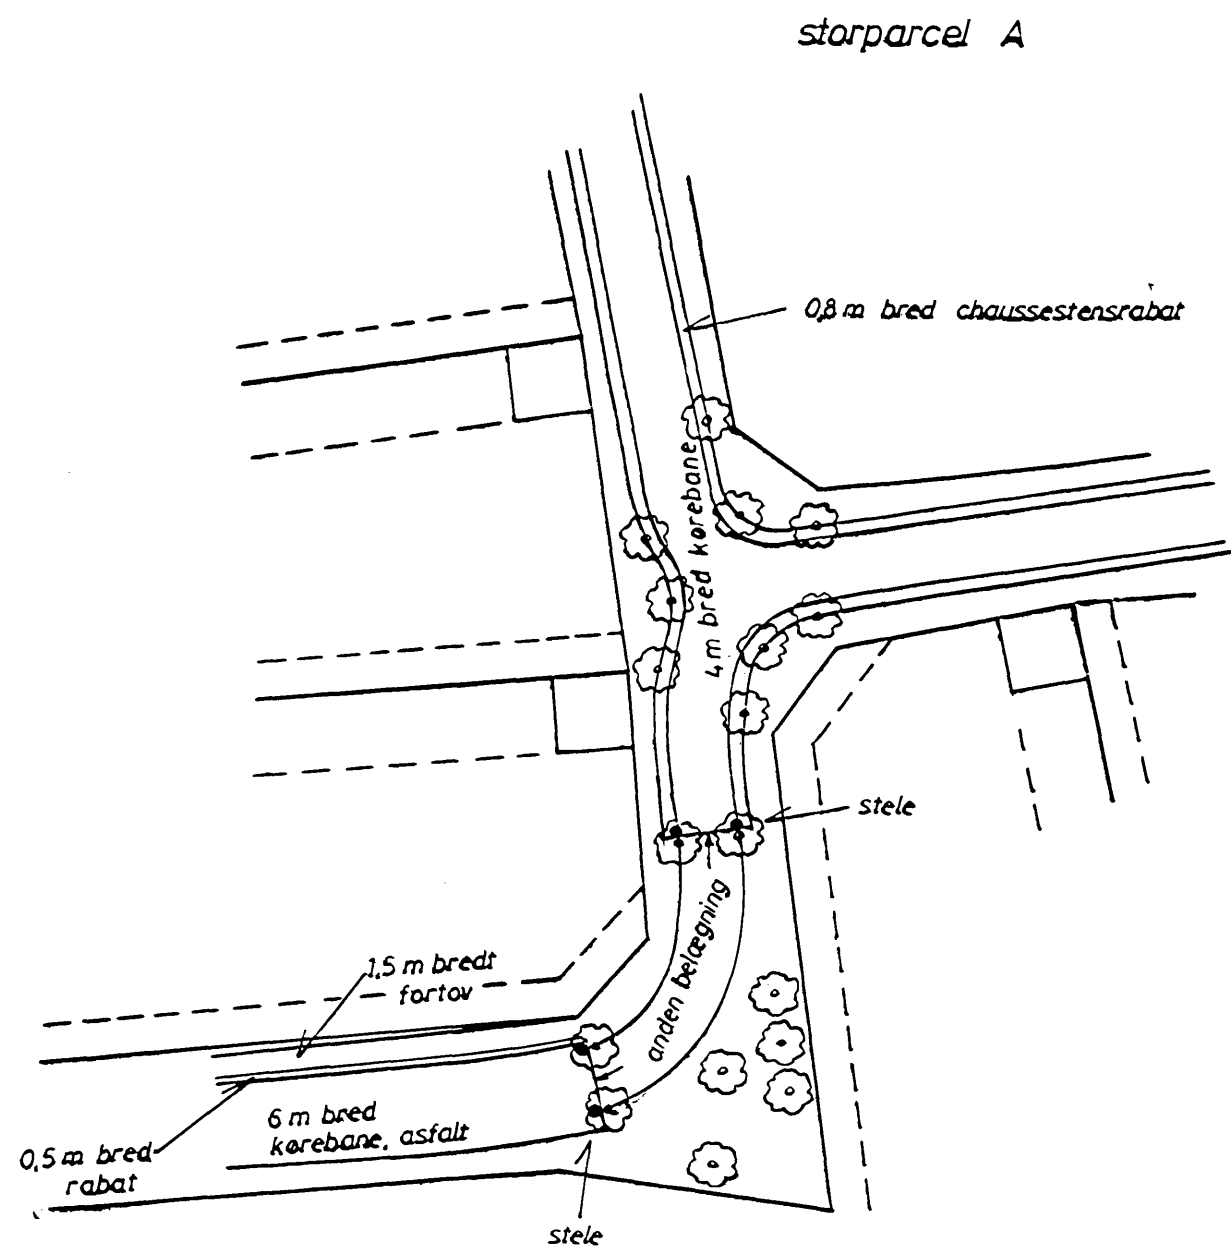 storparcel A
0,8 m bred chaussestensrabat
4 m bred kørebane
stele
anden belægning
1,5 m bredt
fortov
6 m bred
kørebane, asfalt
0,5 m bred
rabat
stele